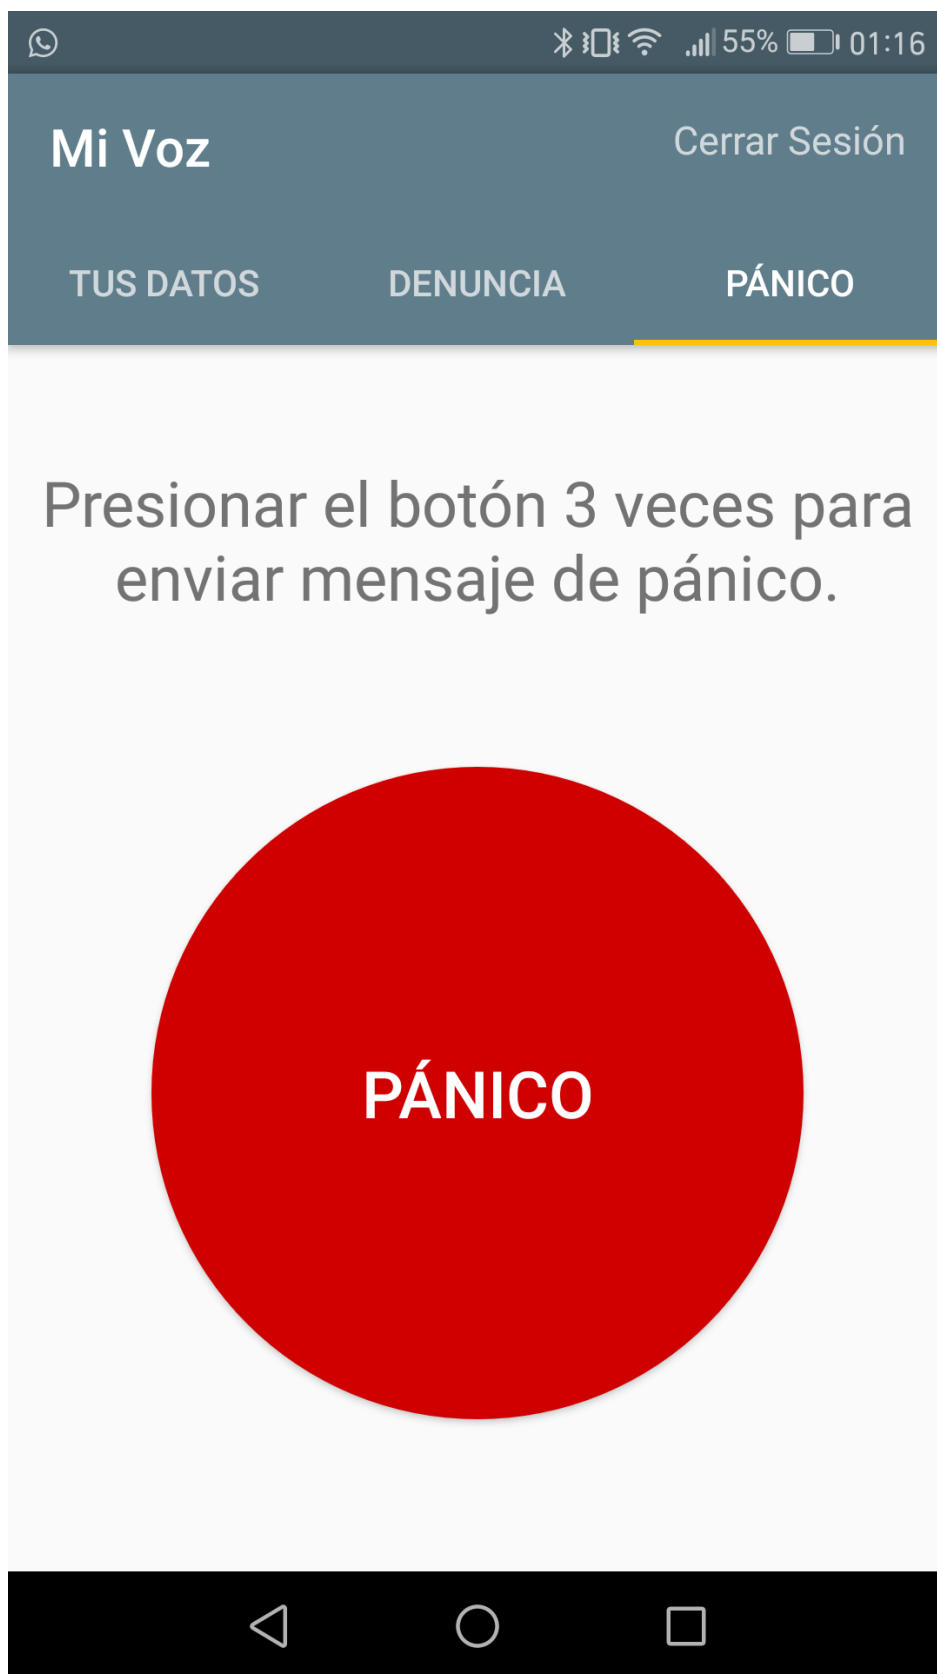 55% 01:16
Mi Voz
Cerrar Sesión
TUS DATOS DENUNCIA PÁNICO
Presionar el botón 3 veces para
enviar mensaje de pánico.
PÁNICO